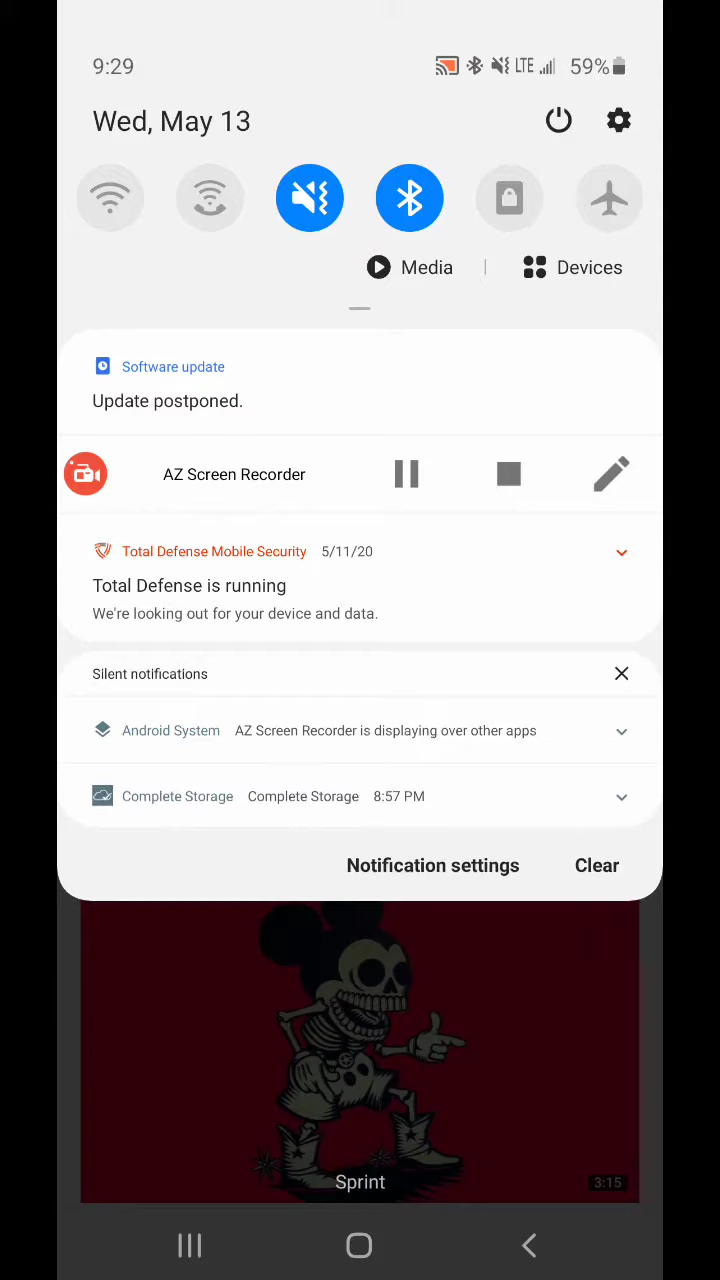 9:29 LTE 59%
Wed, May 13
Media | Devices
Software update
Update postponed.
AZ Screen Recorder
Total Defense Mobile Security 5/11/20
Total Defense is running
We're looking out for your device and data.
Silent notifications
Android System AZ Screen Recorder is displaying over other apps
Complete Storage Complete Storage 8:57 PM
Notification settings Clear
Sprint 3:15